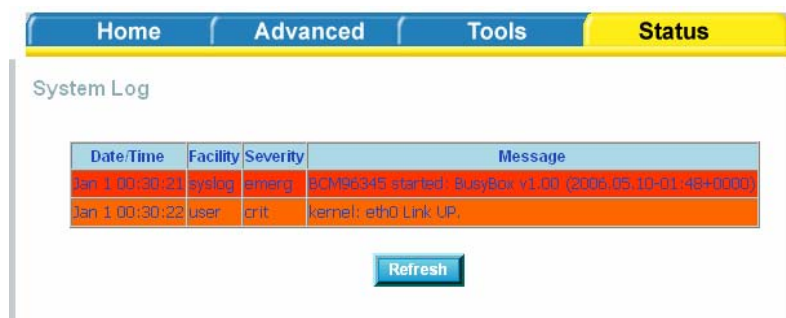 Home Advanced Tools Status
System Log
Date/Time Facility Severity Message
Jan 1 00:30:21 syslog emerg BCM96345 started: BusyBox v1.00 (2006.05.10-01:48+0000)
Jan 1 00:30:22 user crit kernel: eth0 Link UP.
Refresh